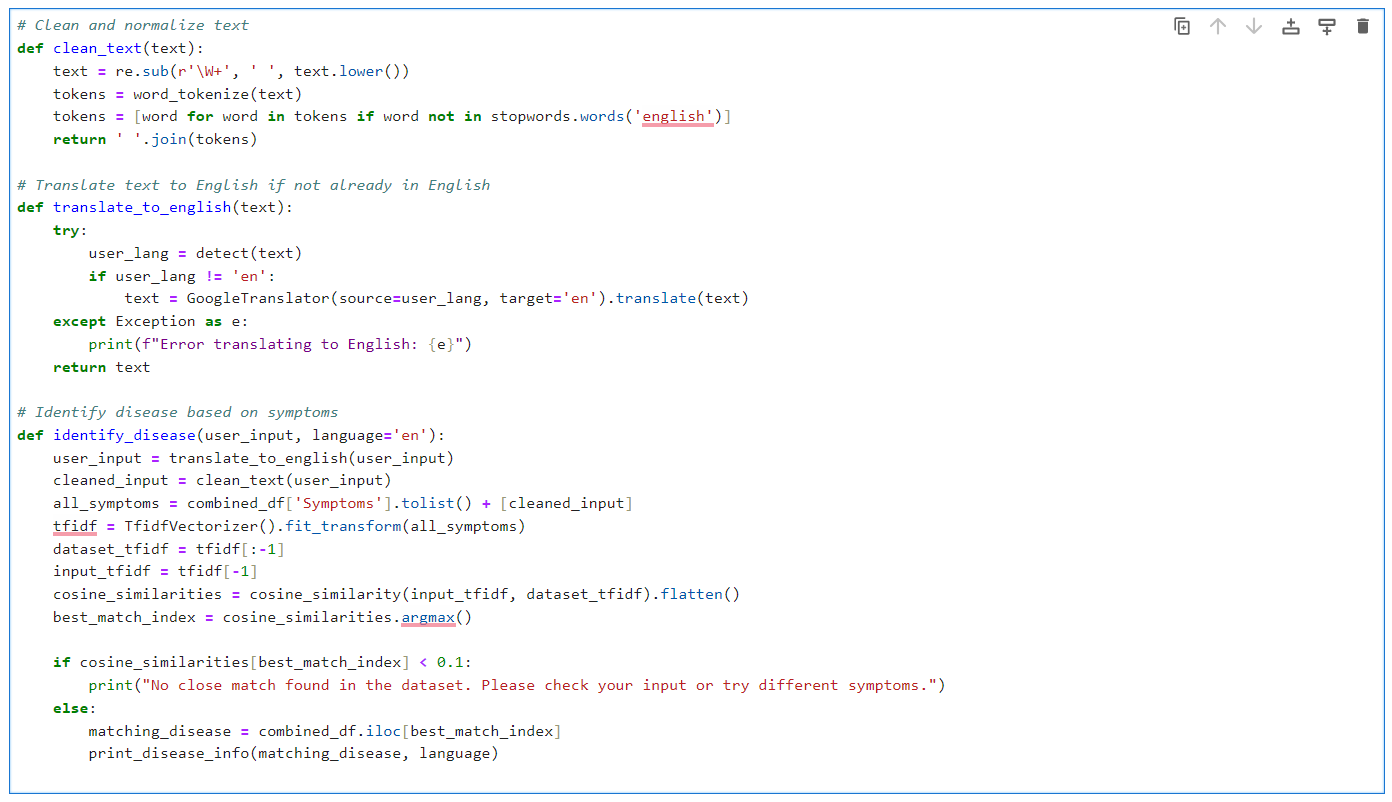 # Clean and normalize text
def clean_text(text):
    text = re.sub(r'\W+', ' ', text.lower())
    tokens = word_tokenize(text)
    tokens = [word for word in tokens if word not in stopwords.words('english')]
    return ' '.join(tokens)

# Translate text to English if not already in English
def translate_to_english(text):
    try:
        user_lang = detect(text)
        if user_lang != 'en':
            text = GoogleTranslator(source=user_lang, target='en').translate(text)
    except Exception as e:
        print(f"Error translating to English: {e}")
    return text

# Identify disease based on symptoms
def identify_disease(user_input, language='en'):
    user_input = translate_to_english(user_input)
    cleaned_input = clean_text(user_input)
    all_symptoms = combined_df['Symptoms'].tolist() + [cleaned_input]
    tfidf = TfidfVectorizer().fit_transform(all_symptoms)
    dataset_tfidf = tfidf[:-1]
    input_tfidf = tfidf[-1]
    cosine_similarities = cosine_similarity(input_tfidf, dataset_tfidf).flatten()
    best_match_index = cosine_similarities.argmax()

    if cosine_similarities[best_match_index] < 0.1:
        print("No close match found in the dataset. Please check your input or try different symptoms.")
    else:
        matching_disease = combined_df.iloc[best_match_index]
        print_disease_info(matching_disease, language)